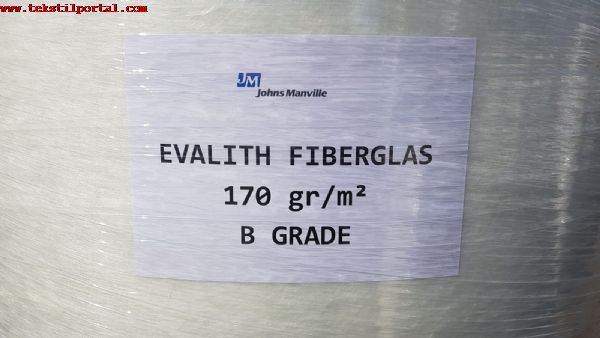 www.tekstilportal.com
JM
Johns Manville
EVALITH FIBERGLAS
170 gr/m²
B GRADE